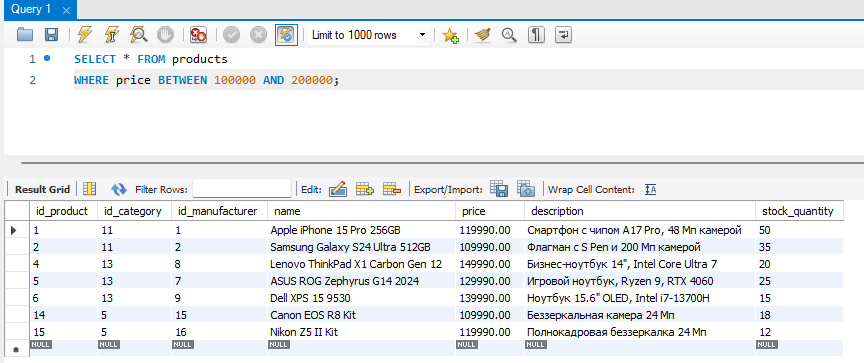 Query 1
Limit to 1000 rows
1 SELECT * FROM products
2 WHERE price BETWEEN 100000 AND 200000;
Result Grid Filter Rows: Edit: Export/Import: Wrap Cell Content:
id_product id_category id_manufacturer name price description stock_quantity
1 11 1 Apple iPhone 15 Pro 256GB 119990.00 Смартфон с чипом A17 Pro, 48 Мп камерой 50
2 11 2 Samsung Galaxy S24 Ultra 512GB 109990.00 Флагман с S Pen и 200 Мп камерой 35
4 13 8 Lenovo ThinkPad X1 Carbon Gen 12 149990.00 Бизнес-ноутбук 14", Intel Core Ultra 7 20
5 13 7 ASUS ROG Zephyrus G14 2024 129990.00 Игровой ноутбук, Ryzen 9, RTX 4060 25
6 13 9 Dell XPS 15 9530 139990.00 Ноутбук 15.6" OLED, Intel i7-13700H 15
14 5 15 Canon EOS R8 Kit 109990.00 Беззеркальная камера 24 Мп 18
15 5 16 Nikon Z5 II Kit 119990.00 Полнокадровая беззеркалка 24 Мп 12
NULL NULL NULL NULL NULL NULL NULL